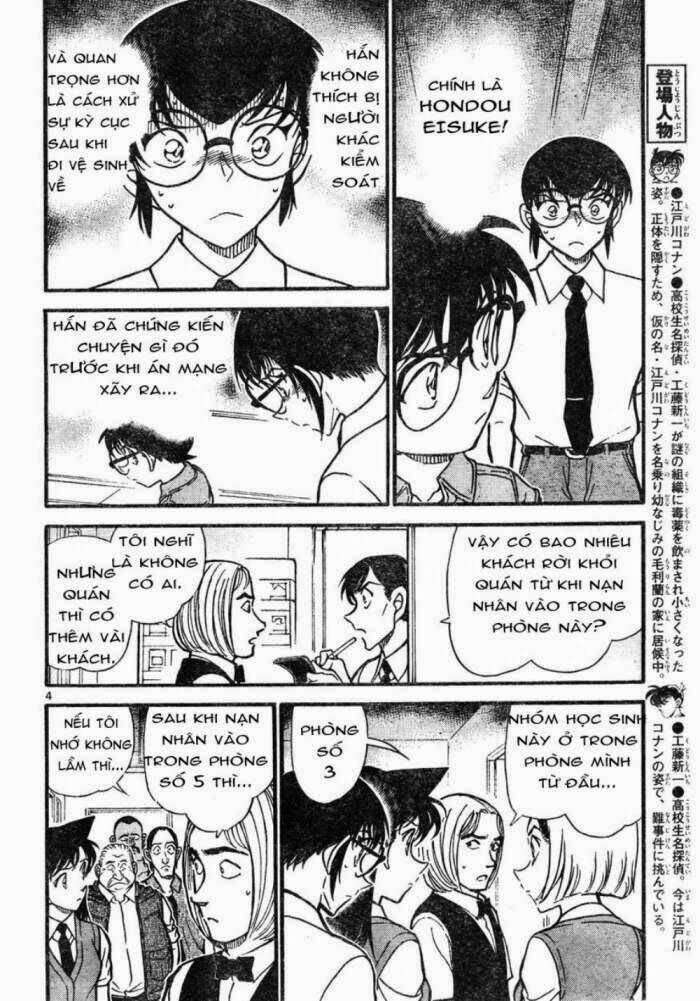 CHÍNH LÀ
HONDOU
EISUKE!
HẮN
KHÔNG
THÍCH BỊ
NGƯỜI
KHÁC
KIỂM
SOÁT
VÀ QUAN
TRỌNG HƠN
LÀ CÁCH XỬ
SỰ KỲ CỤC
SAU KHI
ĐI VỆ SINH
VỀ
HẮN ĐÃ CHỨNG KIẾN
CHUYỆN GÌ ĐÓ
TRƯỚC KHI ÁN MẠNG
XÃY RA...
VẬY CÓ BAO NHIÊU
KHÁCH RỜI KHỎI
QUÁN TỪ KHI NẠN
NHÂN VÀO TRONG
PHÒNG NÀY?
TÔI NGHĨ
LÀ KHÔNG
CÓ AI.
NHƯNG
QUÁN
THÌ CÓ
THÊM VÀI
KHÁCH.
4
NHÓM HỌC SINH
NÀY Ở TRONG
PHÒNG MÌNH
TỪ ĐẦU...
PHÒNG
SỐ
3
SAU KHI NẠN
NHÂN VÀO
TRONG PHÒNG
SỐ 5 THÌ...
NẾU TÔI
NHỚ KHÔNG
LẦM THÌ...
登場人物
とうじょうじんぶつ
●江戸川コナン●高校生名探偵・工藤新一が謎の組織に毒薬を飲まされ小さくなった
姿。正体を隠すため、仮の名・江戸川コナンを名乗り幼なじみの毛利蘭の家に居候中。
●工藤新一●高校生名探偵。今は江戸川
コナンの姿で、難事件に挑んでいる。